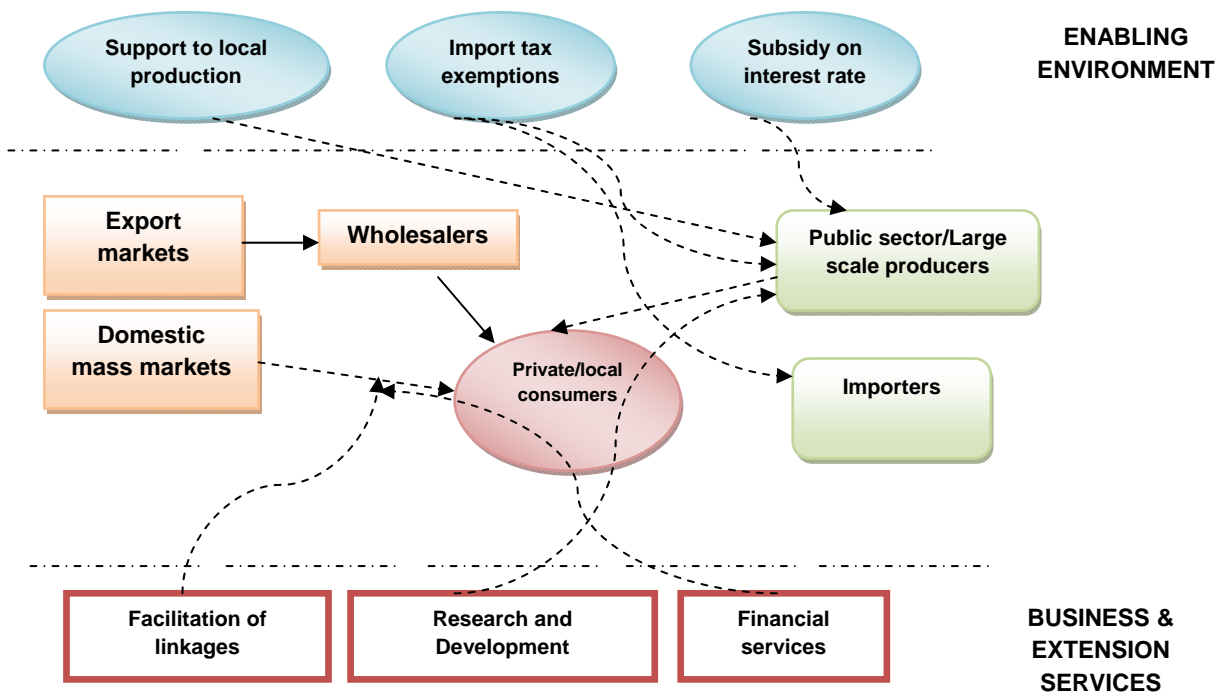 Support to local
production
Import tax
exemptions
Subsidy on
interest rate
ENABLING
ENVIRONMENT
Export
markets
Wholesalers
Public sector/Large
scale producers
Domestic
mass markets
Private/local
consumers
Importers
Facilitation of
linkages
Research and
Development
Financial
services
BUSINESS &
EXTENSION
SERVICES